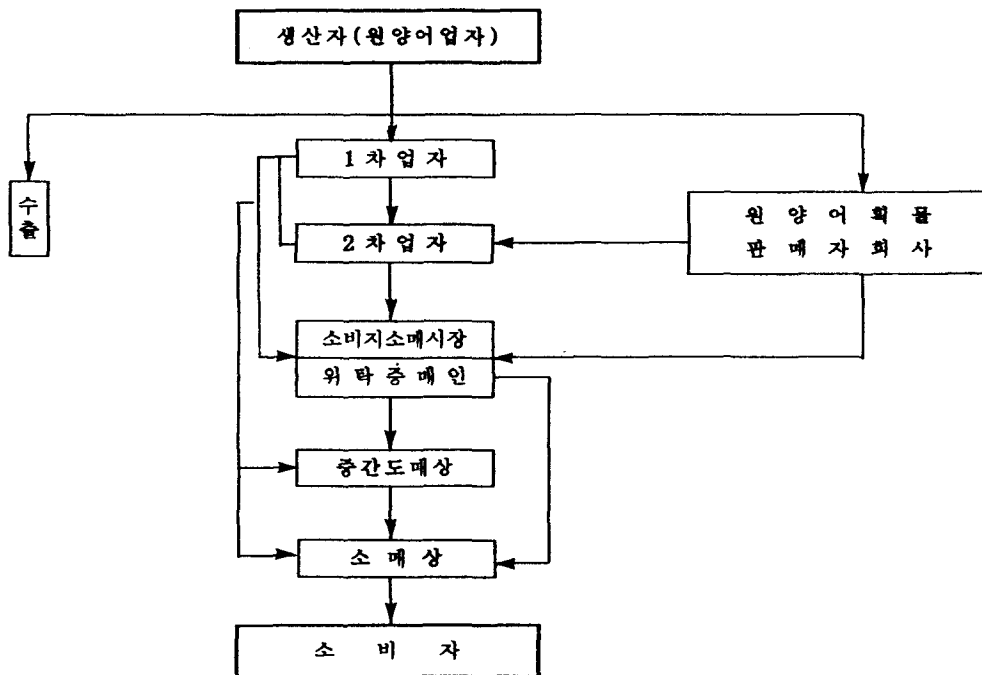 생산자(원양어업자)
1차업자
수출
원양어획물
판매자회사
2차업자
소비지소매시장
위탁중매인
중간도매상
소매상
소비자